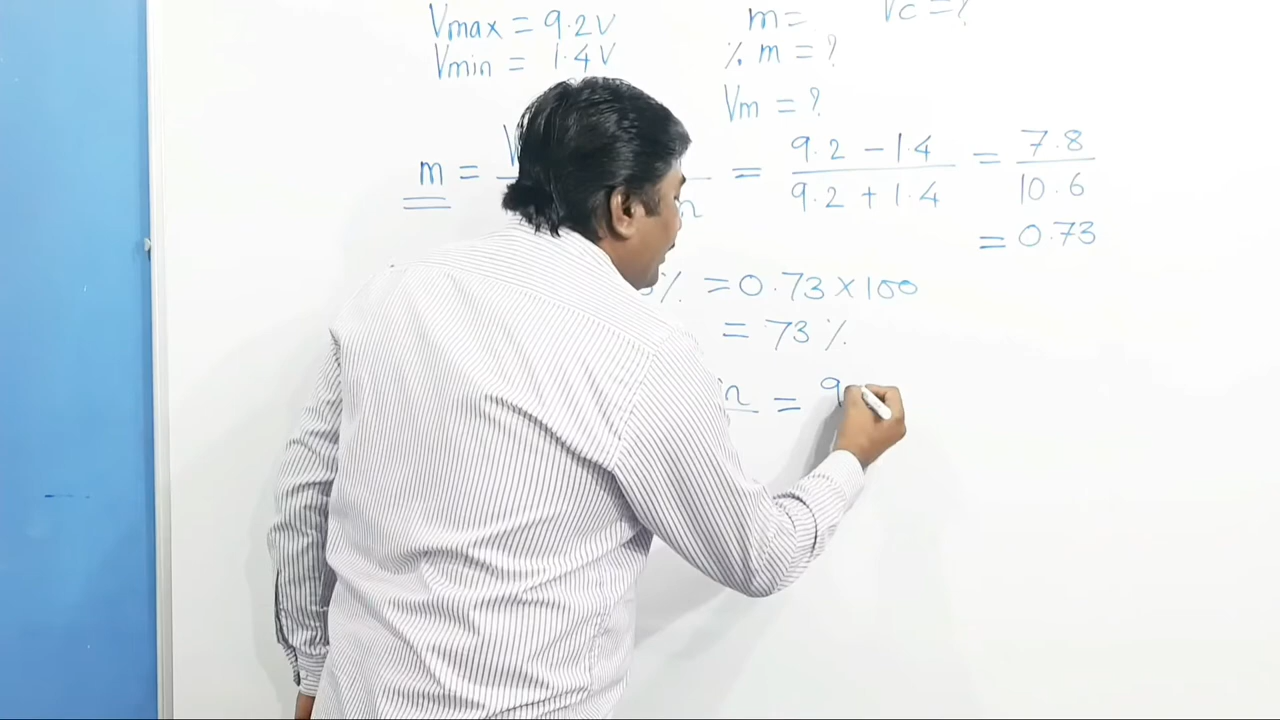 Vmax = 9.2V
m =
Vc = ?
Vmin = 1.4V
% m = ?
Vm = ?
m = = 9.2 - 1.4 / 9.2 + 1.4 = 7.8 / 10.6
= 0.73
% = 0.73 x 100
= 73 %
= 9